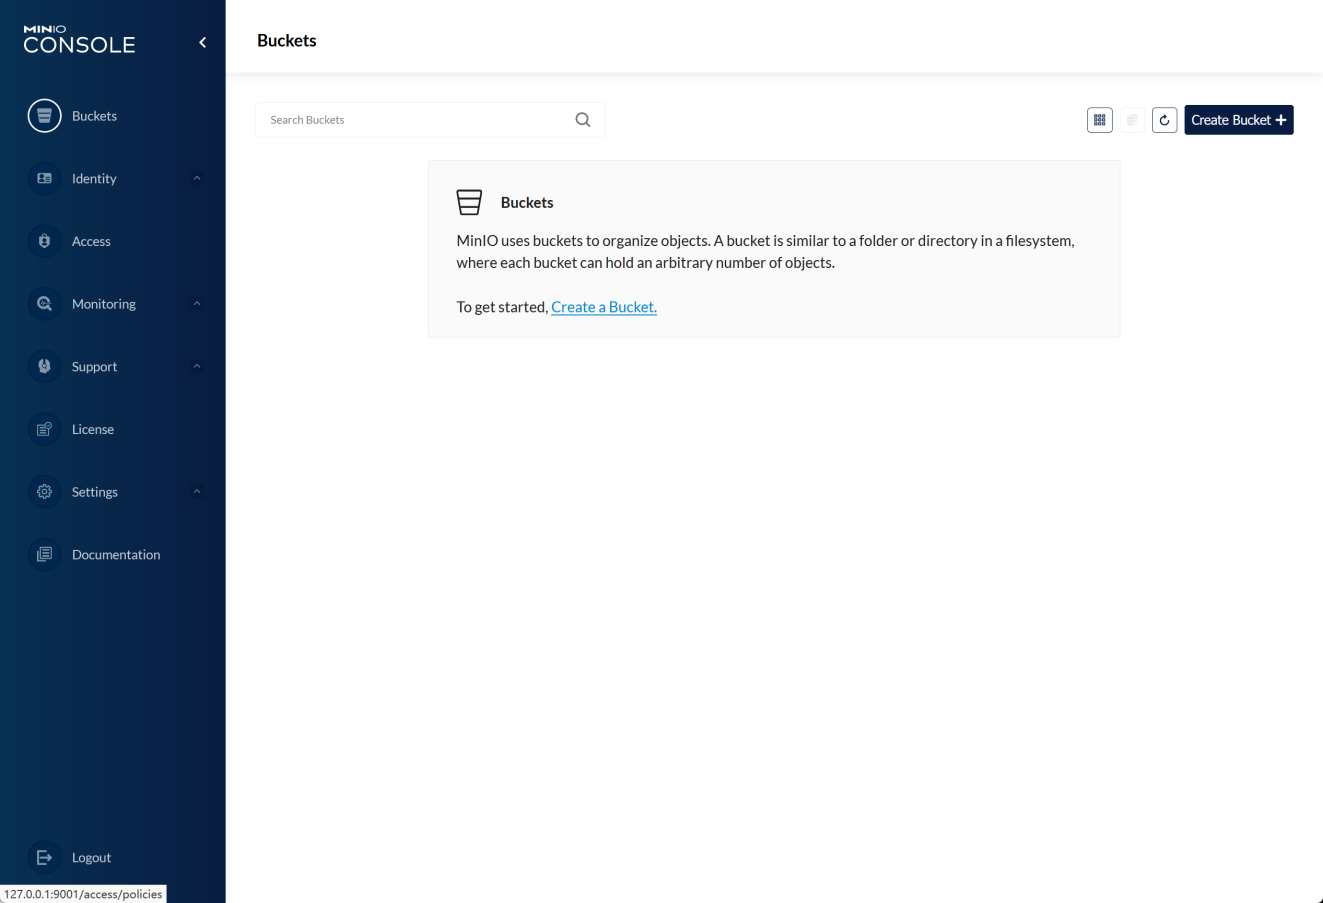 MINIO
CONSOLE
Buckets
Identity
Access
Monitoring
Support
License
Settings
Documentation
Logout
127.0.0.1:9001/access/policies
Buckets
Search Buckets
Create Bucket +
Buckets
MinIO uses buckets to organize objects. A bucket is similar to a folder or directory in a filesystem,
where each bucket can hold an arbitrary number of objects.
To get started, Create a Bucket.